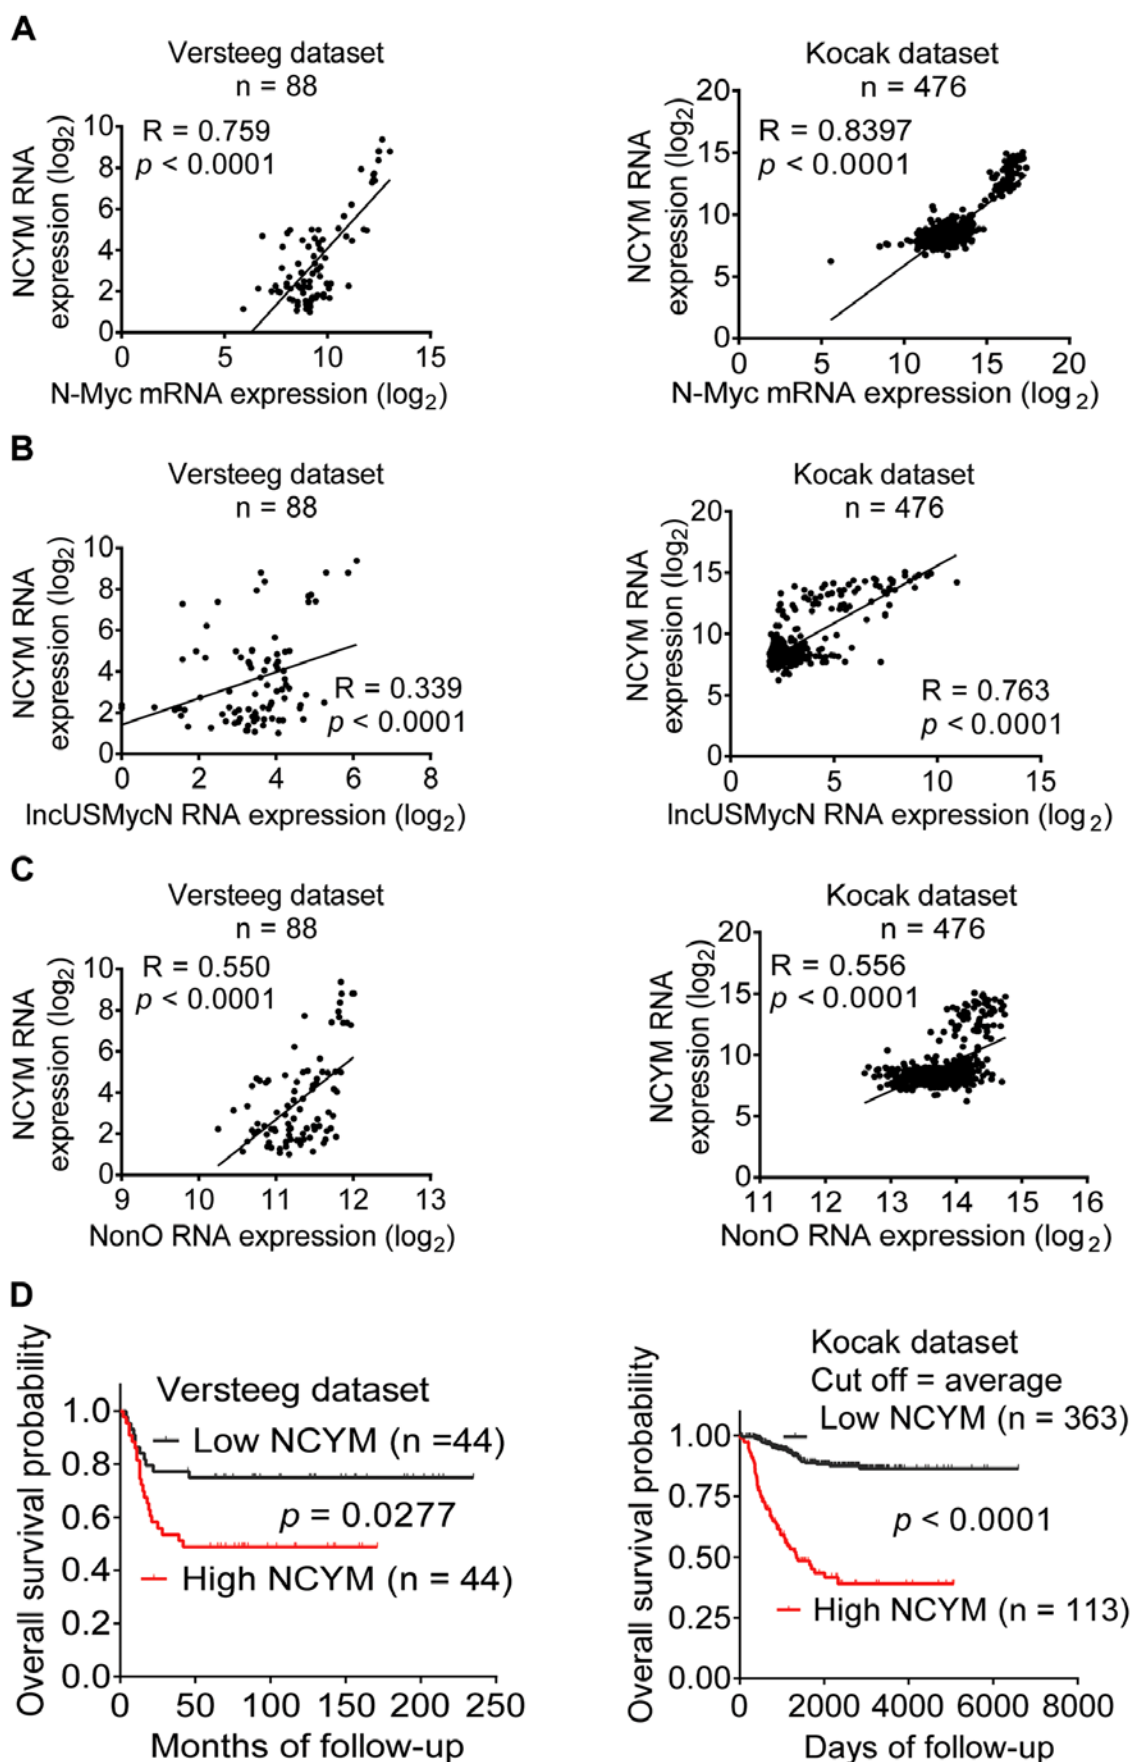 A
Versteeg dataset
n = 88
R = 0.759
p < 0.0001
NCYM RNA
expression (log2)
10
8
6
4
2
0
0 5 10 15
N-Myc mRNA expression (log2)
Kocak dataset
n = 476
R = 0.8397
p < 0.0001
NCYM RNA
expression (log2)
20
15
10
5
0
0 5 10 15 20
N-Myc mRNA expression (log2)
B
Versteeg dataset
n = 88
NCYM RNA
expression (log2)
10
8
6
4
2
0
R = 0.339
p < 0.0001
0 2 4 6 8
lncUSMycN RNA expression (log2)
Kocak dataset
n = 476
NCYM RNA
expression (log2)
20
15
10
5
0
R = 0.763
p < 0.0001
0 5 10 15
lncUSMycN RNA expression (log2)
C
Versteeg dataset
n = 88
R = 0.550
p < 0.0001
NCYM RNA
expression (log2)
10
8
6
4
2
0
9 10 11 12 13
NonO RNA expression (log2)
Kocak dataset
n = 476
R = 0.556
p < 0.0001
NCYM RNA
expression (log2)
20
15
10
5
0
11 12 13 14 15 16
NonO RNA expression (log2)
D
Versteeg dataset
Low NCYM (n =44)
p = 0.0277
High NCYM (n = 44)
Overall survival probability
1.0
0.8
0.6
0.4
0.2
0.0
0 50 100 150 200 250
Months of follow-up
Kocak dataset
Cut off = average
Low NCYM (n = 363)
p < 0.0001
High NCYM (n = 113)
Overall survival probability
1.00
0.75
0.50
0.25
0.00
0 2000 4000 6000 8000
Days of follow-up